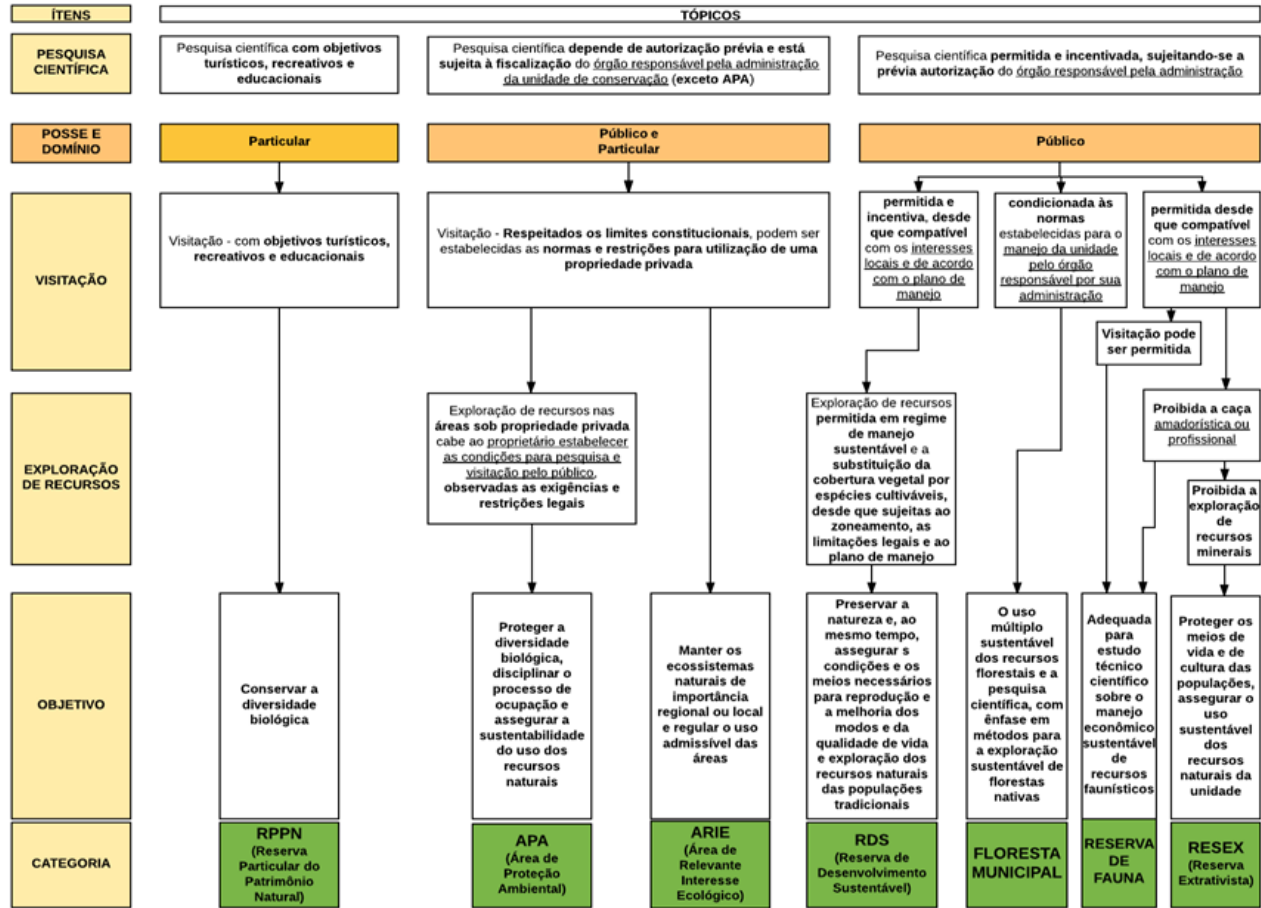 ÍTENS
TÓPICOS
PESQUISA
CIENTÍFICA
Pesquisa científica com objetivos
turísticos, recreativos e
educacionais
Pesquisa científica depende de autorização prévia e está
sujeita à fiscalização do órgão responsável pela administração
da unidade de conservação (exceto APA)
Pesquisa científica permitida e incentivada, sujeitando-se a
prévia autorização do órgão responsável pela administração
POSSE E
DOMÍNIO
Particular
Público e
Particular
Público
VISITAÇÃO
Visitação - com objetivos turísticos,
recreativos e educacionais
Visitação - Respeitados os limites constitucionais, podem ser
estabelecidas as normas e restrições para utilização de uma
propriedade privada
permitida e
incentiva, desde
que compatível
com os interesses
locais e de acordo
com o plano de
manejo
condicionada às
normas
estabelecidas para o
manejo da unidade
pelo órgão
responsável por sua
administração
permitida desde
que compatível
com os interesses
locais e de acordo
com o plano de
manejo
Visitação pode
ser permitida
EXPLORAÇÃO
DE RECURSOS
Exploração de recursos nas
áreas sob propriedade privada
cabe ao proprietário estabelecer
as condições para pesquisa e
visitação pelo público,
observadas as exigências e
restrições legais
Exploração de recursos
permitida em regime
de manejo
sustentável e a
substituição da
cobertura vegetal por
espécies cultiváveis,
desde que sujeitas ao
zoneamento, as
limitações legais e ao
plano de manejo
Proibida a caça
amadorística ou
profissional
Proibida a
exploração
de
recursos
minerais
OBJETIVO
Conservar a
diversidade
biológica
Proteger a
diversidade
biológica,
disciplinar o
processo de
ocupação e
assegurar a
sustentabilidade
do uso dos
recursos
naturais
Manter os
ecossistemas
naturais de
importância
regional ou local
e regular o uso
admissível das
áreas
Preservar a
natureza e, ao
mesmo tempo,
assegurar s
condições e os
meios necessários
para reprodução e
a melhoria dos
modos e da
qualidade de vida
e exploração dos
recursos naturais
das populações
tradicionais
O uso
múltiplo
sustentável
dos recursos
florestais e a
pesquisa
científica, com
ênfase em
métodos para
a exploração
sustentável de
florestas
nativas
Adequada
para
estudo
técnico
científico
sobre o
manejo
econômico
sustentável
de
recursos
faunísticos
Proteger os
meios de
vida e de
cultura das
populações,
assegurar o
uso
sustentável
dos
recursos
naturais da
unidade
CATEGORIA
RPPN
(Reserva
Particular do
Patrimônio
Natural)
APA
(Área de
Proteção
Ambiental)
ARIE
(Área de
Relevante
Interesse
Ecológico)
RDS
(Reserva de
Desenvolvimento
Sustentável)
FLORESTA
MUNICIPAL
RESERVA
DE
FAUNA
RESEX
(Reserva
Extrativista)